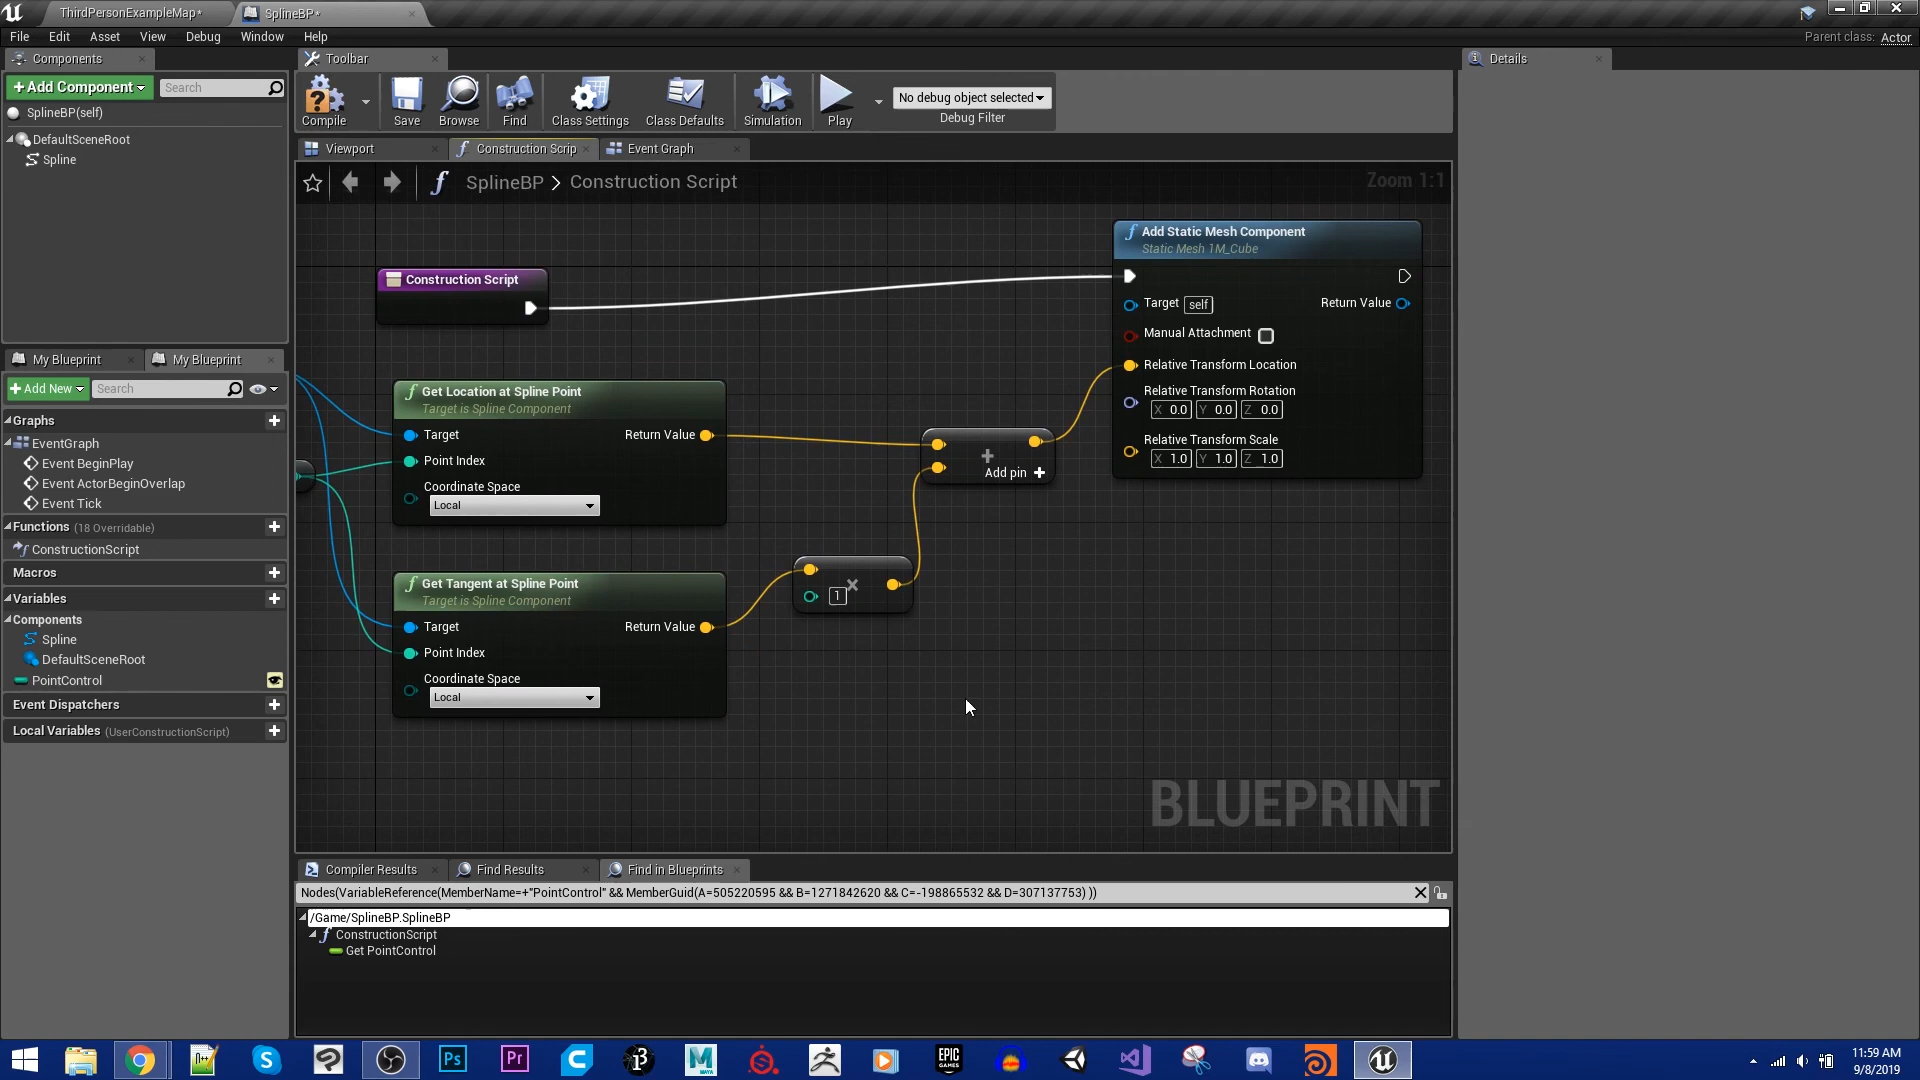 ThirdPersonExampleMap*
SplineBP*
File Edit Asset View Debug Window Help
Parent class: Actor
Components
+Add Component
Search
SplineBP(self)
DefaultSceneRoot
Spline
Toolbar
Compile
Save
Browse
Find
Class Settings
Class Defaults
Simulation
Play
No debug object selected
Debug Filter
Details
Viewport
Construction Scrip
Event Graph
SplineBP > Construction Script
Zoom 1:1
My Blueprint
My Blueprint
+Add New
Search
Graphs
EventGraph
Event BeginPlay
Event ActorBeginOverlap
Event Tick
Functions (18 Overridable)
ConstructionScript
Macros
Variables
Components
Spline
DefaultSceneRoot
PointControl
Event Dispatchers
Local Variables (UserConstructionScript)
Construction Script
Get Location at Spline Point
Target is Spline Component
Target
Return Value
Point Index
Coordinate Space
Local
Get Tangent at Spline Point
Target is Spline Component
Target
Return Value
Point Index
Coordinate Space
Local
1
Add pin +
Add Static Mesh Component
Static Mesh 1M_Cube
Target self
Return Value
Manual Attachment
Relative Transform Location
Relative Transform Rotation
X 0.0 Y 0.0 Z 0.0
Relative Transform Scale
X 1.0 Y 1.0 Z 1.0
BLUEPRINT
Compiler Results
Find Results
Find in Blueprints
Nodes(VariableReference(MemberName=+"PointControl" && MemberGuid(A=505220595 && B=1271842620 && C=-198865532 && D=307137753) ))
/Game/SplineBP.SplineBP
ConstructionScript
Get PointControl
Ps
Pr
MAYA
EPIC GAMES
11:59 AM
9/8/2019